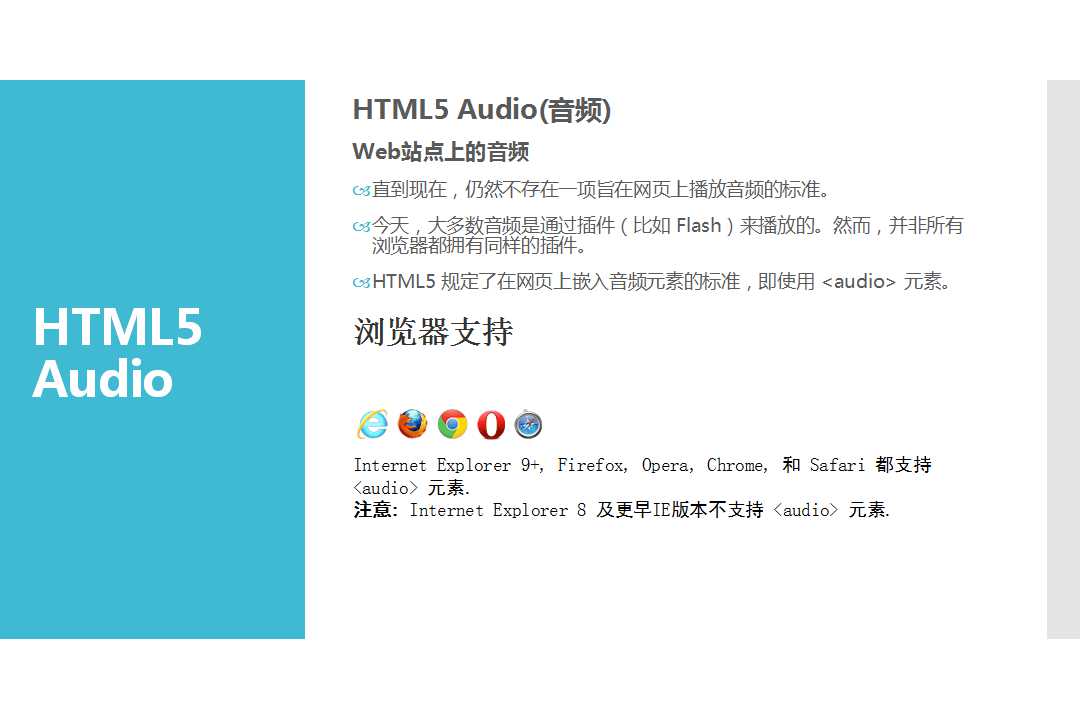 HTML5
Audio
HTML5 Audio(音频)
Web站点上的音频
直到现在，仍然不存在一项旨在网页上播放音频的标准。
今天，大多数音频是通过插件（比如 Flash）来播放的。然而，并非所有
浏览器都拥有同样的插件。
HTML5 规定了在网页上嵌入音频元素的标准，即使用 <audio> 元素。
浏览器支持
Internet Explorer 9+, Firefox, Opera, Chrome, 和 Safari 都支持
<audio> 元素.
注意: Internet Explorer 8 及更早IE版本不支持 <audio> 元素.